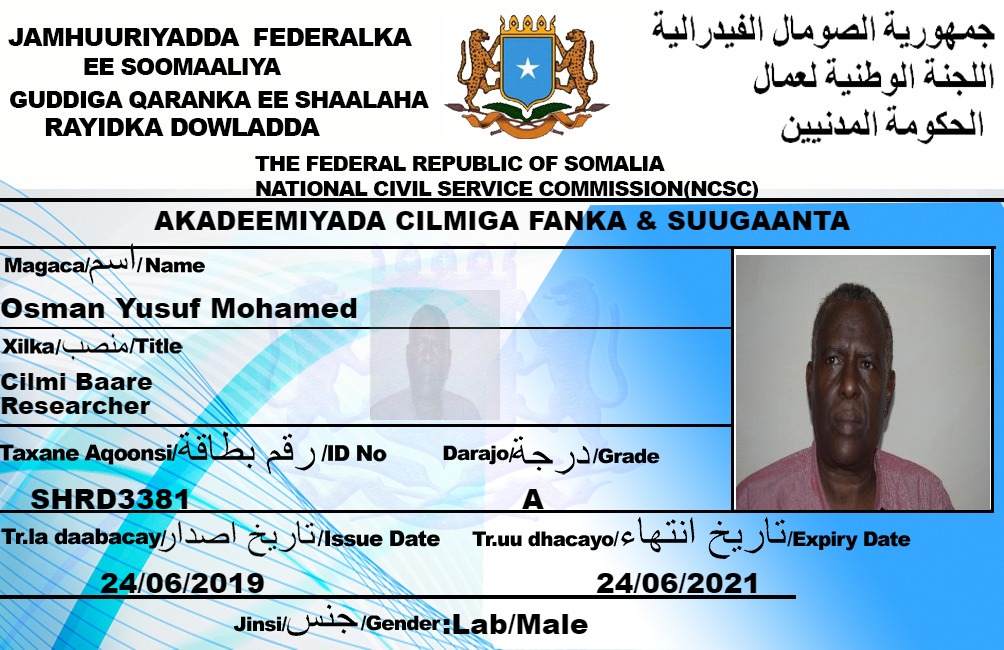 JAMHUURIYADDA FEDERALKA
EE SOOMAALIYA
GUDDIGA QARANKA EE SHAALAHA
RAYIDKA DOWLADDA
جمهورية الصومال الفيدرالية
اللجنة الوطنية لعمال
الحكومة المدنيين
THE FEDERAL REPUBLIC OF SOMALIA
NATIONAL CIVIL SERVICE COMMISSION(NCSC)
AKADEEMIYADA CILMIGA FANKA & SUUGAANTA
Magaca/اسم/Name
Osman Yusuf Mohamed
Xilka/منصب/Title
Cilmi Baare
Researcher
Taxane Aqoonsi/رقم بطاقة/ID No Darajo/درجة/Grade
SHRD3381 A
Tr.la daabacay/تاريخ اصدار/Issue Date Tr.uu dhacayo/تاريخ انتهاء/Expiry Date
24/06/2019 24/06/2021
Jinsi/جنس/Gender:Lab/Male